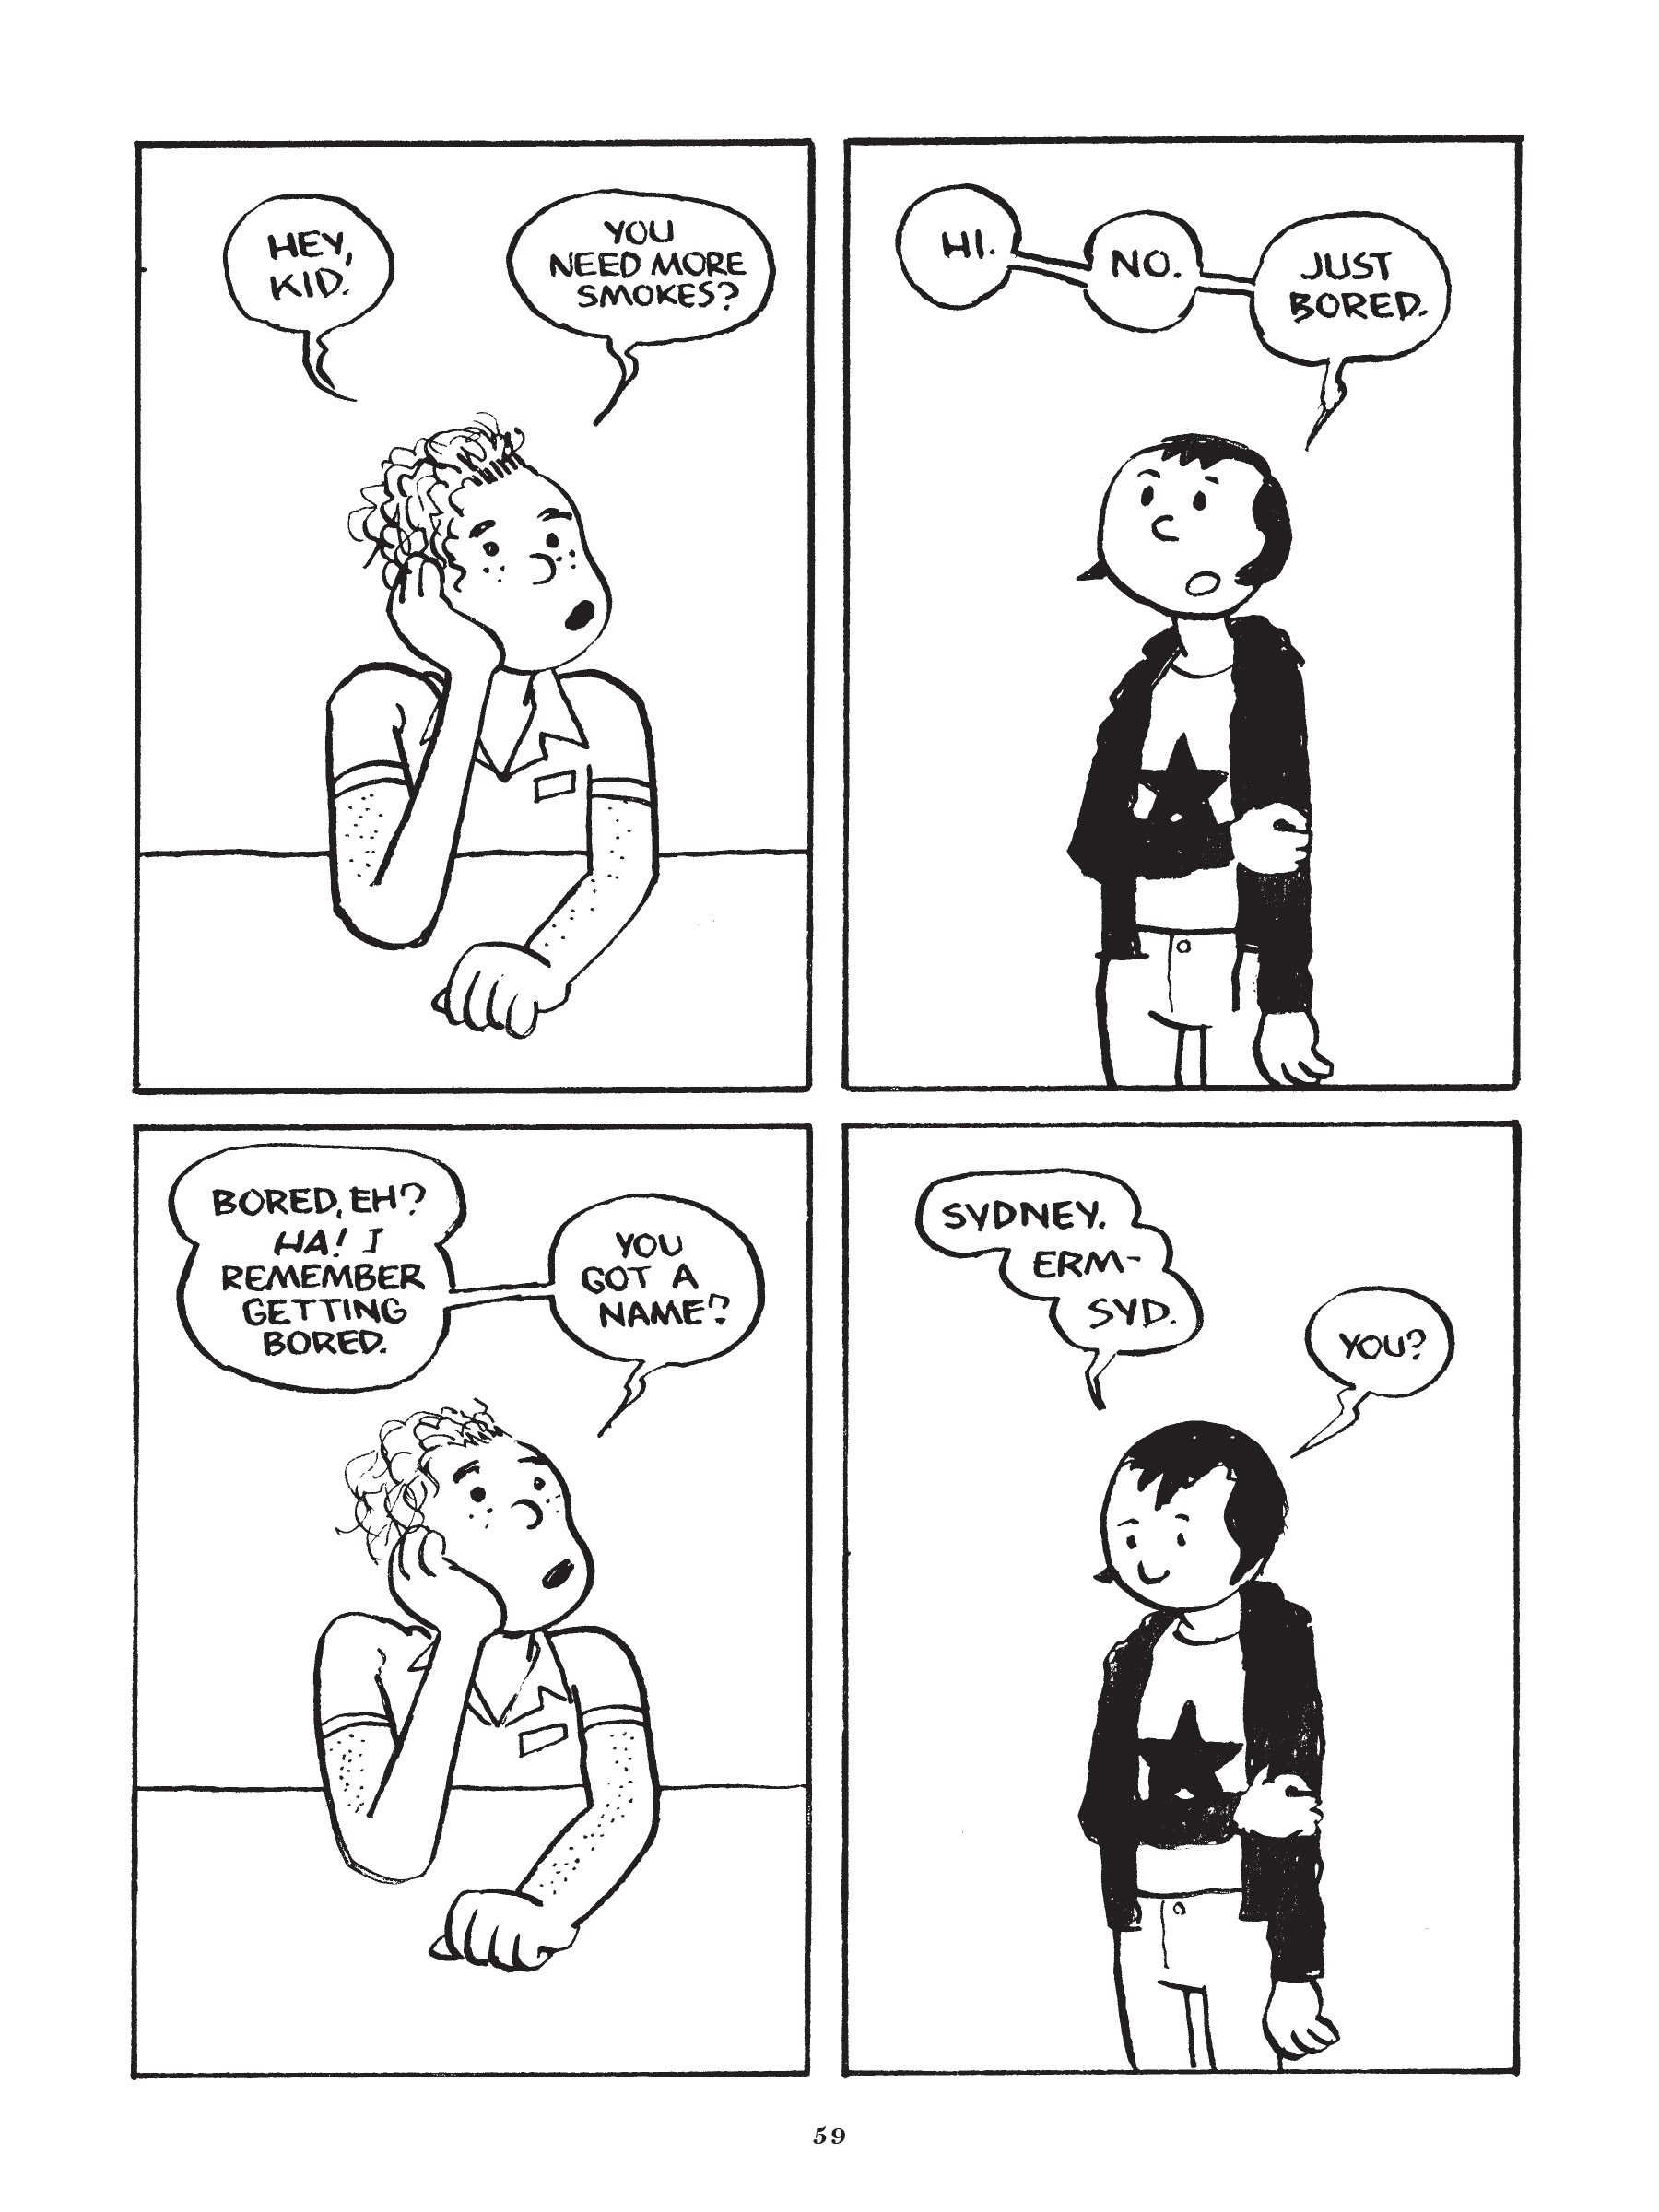 HEY,
KID.
YOU
NEED MORE
SMOKES?
HI.
NO.
JUST
BORED.
BORED, EH?
HA! I
REMEMBER
GETTING
BORED.
YOU
GOT A
NAME?
SYDNEY.
ERM-
SYD.
YOU?
59